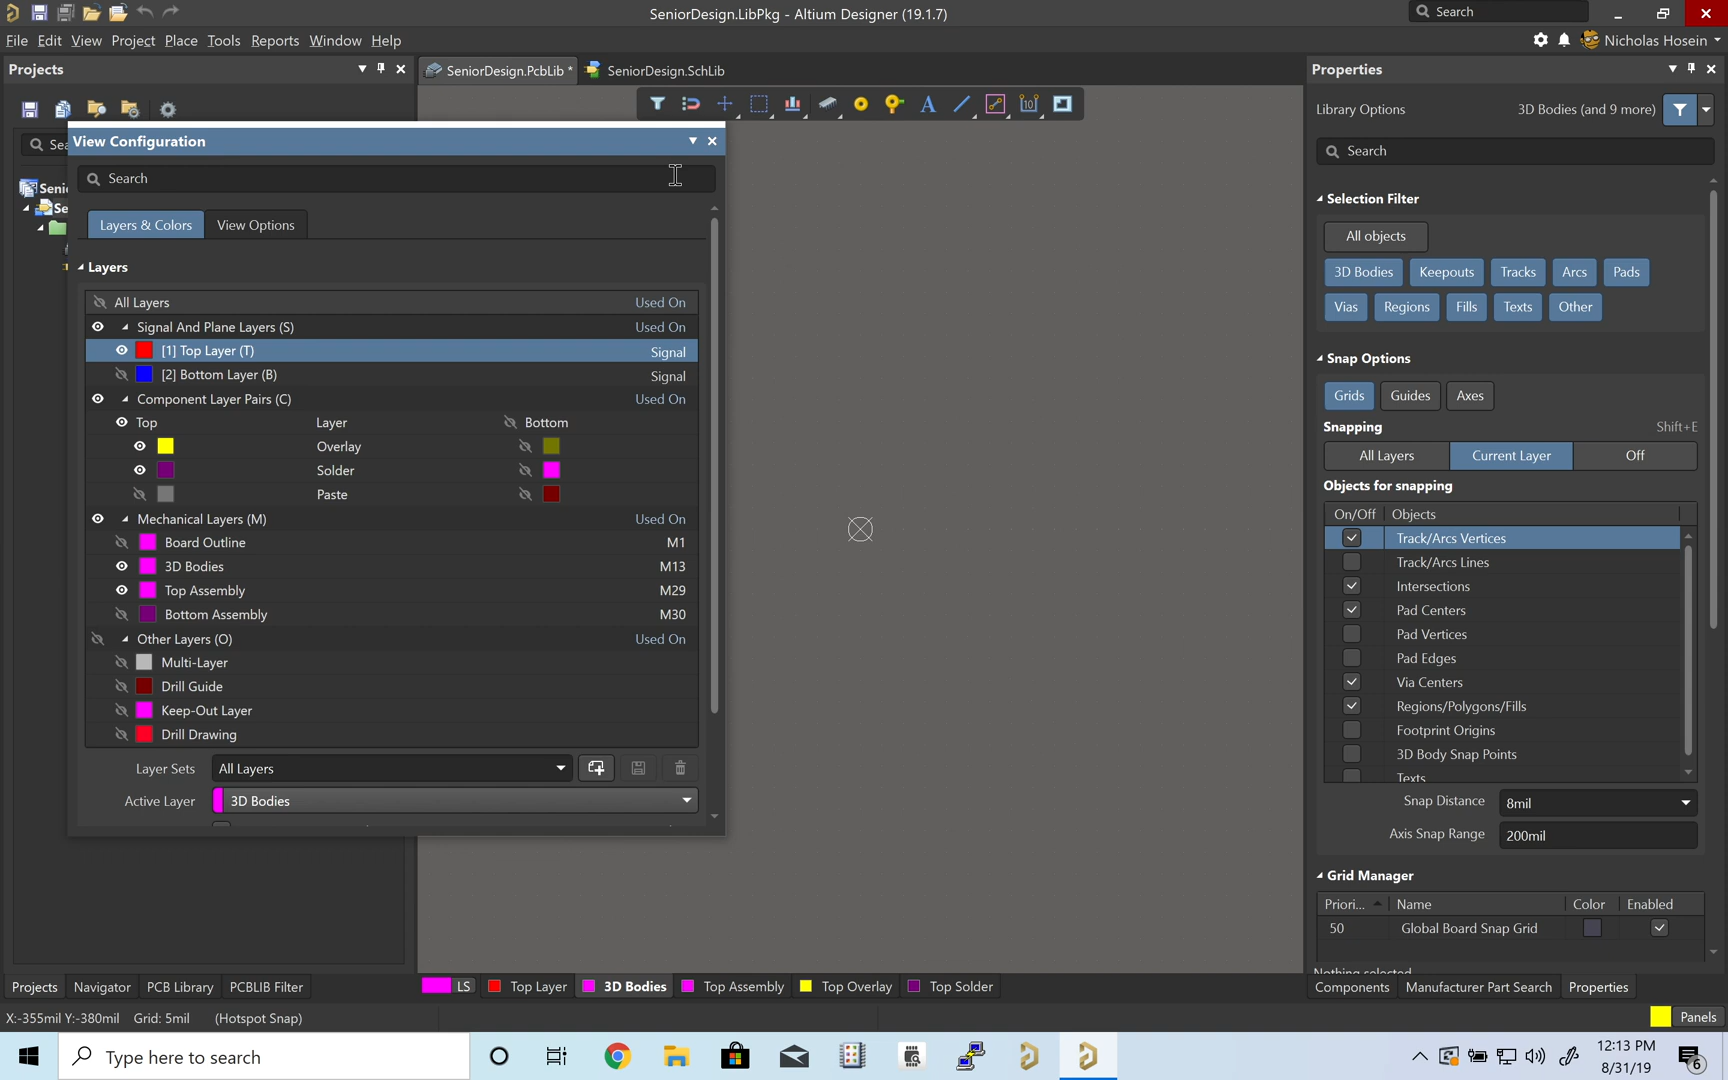 SeniorDesign.LibPkg - Altium Designer (19.1.7)
Search
File Edit View Project Place Tools Reports Window Help
Nicholas Hosein
Projects
SeniorDesign.PcbLib *
SeniorDesign.SchLib
Sea
Seni
Se
View Configuration
Search
Layers & Colors
View Options
Layers
All Layers Used On
Signal And Plane Layers (S) Used On
[1] Top Layer (T) Signal
[2] Bottom Layer (B) Signal
Component Layer Pairs (C) Used On
Top Layer Bottom
Overlay
Solder
Paste
Mechanical Layers (M) Used On
Board Outline M1
3D Bodies M13
Top Assembly M29
Bottom Assembly M30
Other Layers (O) Used On
Multi-Layer
Drill Guide
Keep-Out Layer
Drill Drawing
Layer Sets All Layers
Active Layer 3D Bodies
10
Properties
Library Options 3D Bodies (and 9 more)
Search
Selection Filter
All objects
3D Bodies Keepouts Tracks Arcs Pads
Vias Regions Fills Texts Other
Snap Options
Grids Guides Axes
Snapping Shift+E
All Layers Current Layer Off
Objects for snapping
On/Off Objects
Track/Arcs Vertices
Track/Arcs Lines
Intersections
Pad Centers
Pad Vertices
Pad Edges
Via Centers
Regions/Polygons/Fills
Footprint Origins
3D Body Snap Points
Texts
Snap Distance 8mil
Axis Snap Range 200mil
Grid Manager
Priori... Name Color Enabled
50 Global Board Snap Grid
Nothing selected
Projects Navigator PCB Library PCBLIB Filter
LS Top Layer 3D Bodies Top Assembly Top Overlay Top Solder
Components Manufacturer Part Search Properties
X:-355mil Y:-380mil Grid: 5mil (Hotspot Snap)
Panels
Type here to search
12:13 PM
8/31/19
6